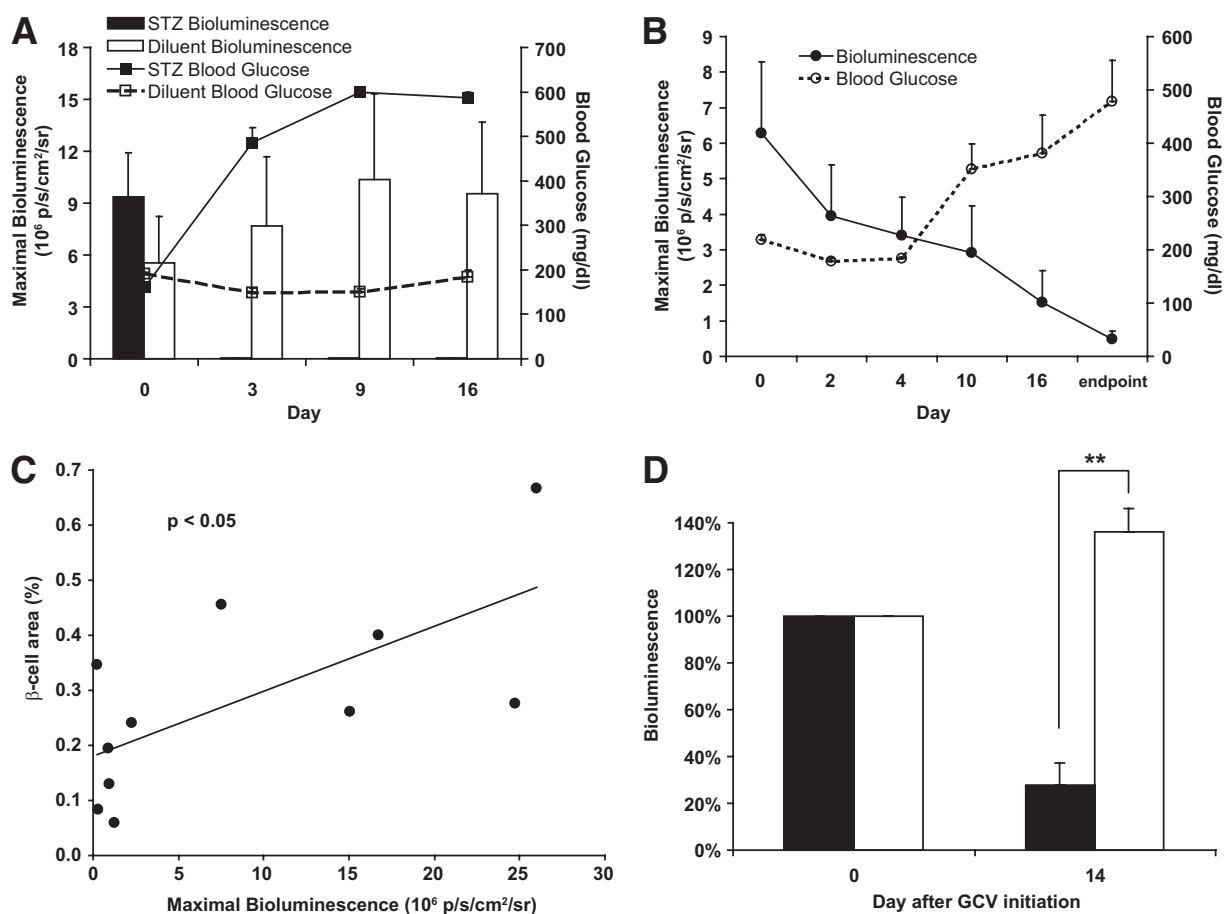 A
STZ Bioluminescence
Diluent Bioluminescence
STZ Blood Glucose
Diluent Blood Glucose
Maximal Bioluminescence
(10⁶ p/s/cm²/sr)
18
15
12
9
6
3
0
700
600
500
400
300
200
100
0
Blood Glucose (mg/dl)
0 3 9 16
Day
B
Bioluminescence
Blood Glucose
Maximal Bioluminescence
(10⁶ p/s/cm²/sr)
9
8
7
6
5
4
3
2
1
0
600
500
400
300
200
100
0
Blood Glucose (mg/dl)
0 2 4 10 16 endpoint
Day
C
p < 0.05
β-cell area (%)
0.7
0.6
0.5
0.4
0.3
0.2
0.1
0.0
0 5 10 15 20 25 30
Maximal Bioluminescence (10⁶ p/s/cm²/sr)
D
**
Bioluminescence
140%
120%
100%
80%
60%
40%
20%
0%
0 14
Day after GCV initiation